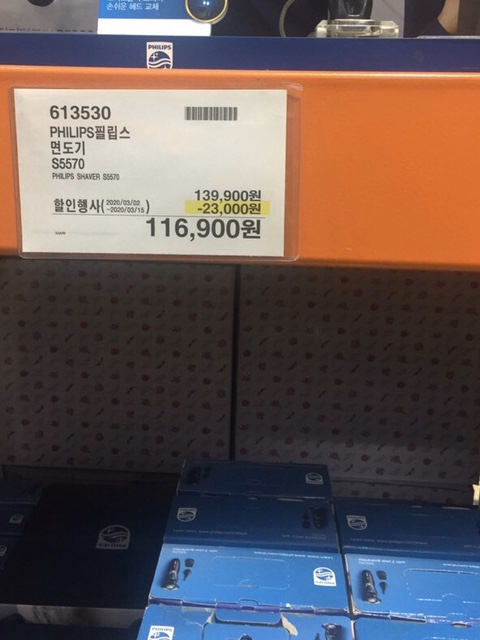 손쉬운 헤드 교체
PHILIPS
613530
PHILIPS필립스
면도기
S5570
PHILIPS SHAVER S5570
139,900원
할인행사(2020/03/02 ~2020/03/15) -23,000원
116,900원
PHILIPS